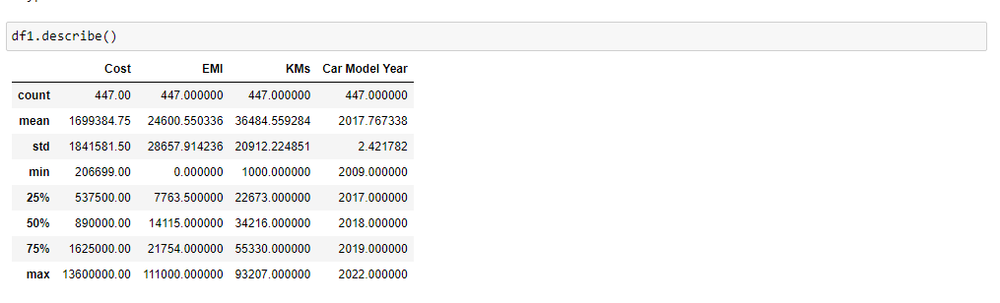 df1.describe()
Cost EMI KMs Car Model Year
count 447.00 447.000000 447.000000 447.000000
mean 1699384.75 24600.550336 36484.559284 2017.767338
std 1841581.50 28657.914236 20912.224851 2.421782
min 206699.00 0.000000 1000.000000 2009.000000
25% 537500.00 7763.500000 22673.000000 2017.000000
50% 890000.00 14115.000000 34216.000000 2018.000000
75% 1625000.00 21754.000000 55330.000000 2019.000000
max 13600000.00 111000.000000 93207.000000 2022.000000